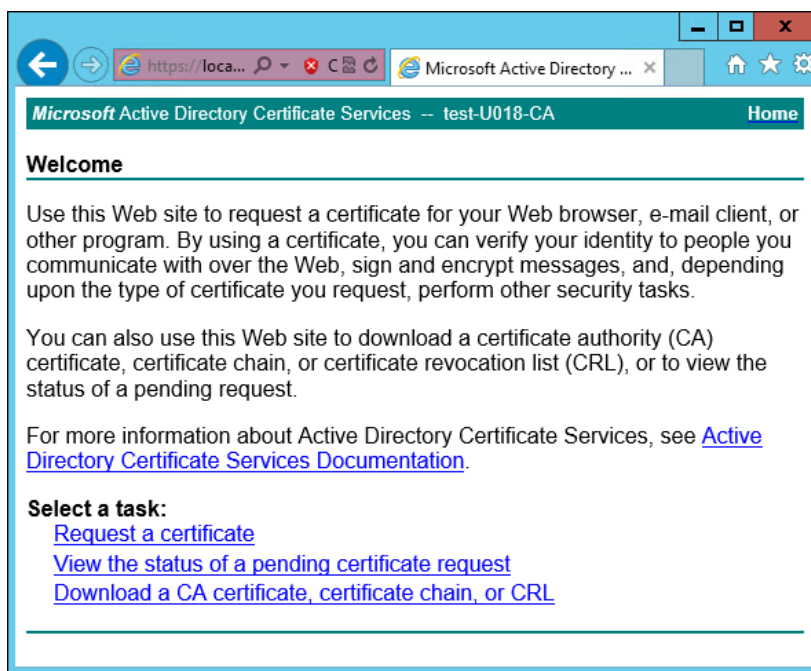 https://loca... C
Microsoft Active Directory ...
Microsoft Active Directory Certificate Services -- test-U018-CA Home
Welcome
Use this Web site to request a certificate for your Web browser, e-mail client, or
other program. By using a certificate, you can verify your identity to people you
communicate with over the Web, sign and encrypt messages, and, depending
upon the type of certificate you request, perform other security tasks.
You can also use this Web site to download a certificate authority (CA)
certificate, certificate chain, or certificate revocation list (CRL), or to view the
status of a pending request.
For more information about Active Directory Certificate Services, see Active
Directory Certificate Services Documentation.
Select a task:
Request a certificate
View the status of a pending certificate request
Download a CA certificate, certificate chain, or CRL